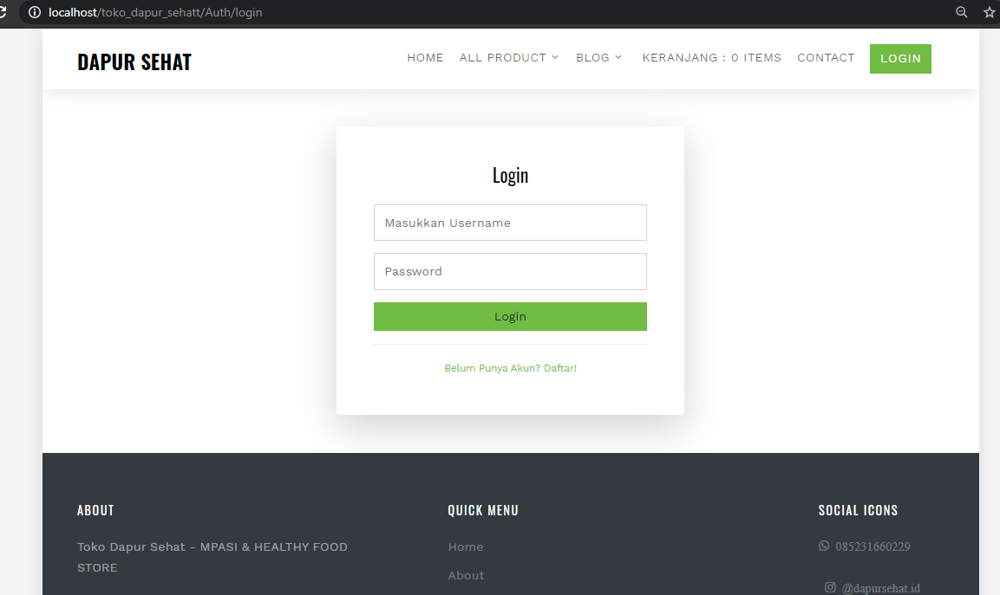 localhost/toko_dapur_sehatt/Auth/login
DAPUR SEHAT
HOME ALL PRODUCT BLOG KERANJANG : 0 ITEMS CONTACT LOGIN
Login
Masukkan Username
Password
Login
Belum Punya Akun? Daftar!
ABOUT
Toko Dapur Sehat - MPASI & HEALTHY FOOD
STORE
QUICK MENU
Home
About
SOCIAL ICONS
085231660229
@dapursehat.id